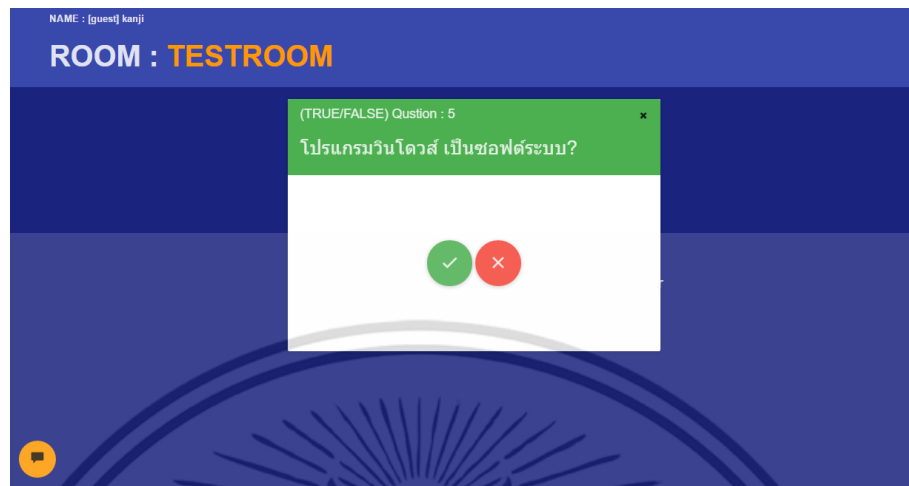 NAME : [guest] kanji
ROOM : TESTROOM
(TRUE/FALSE) Qustion : 5
โปรแกรมวินโดวส์ เป็นซอฟต์ระบบ?